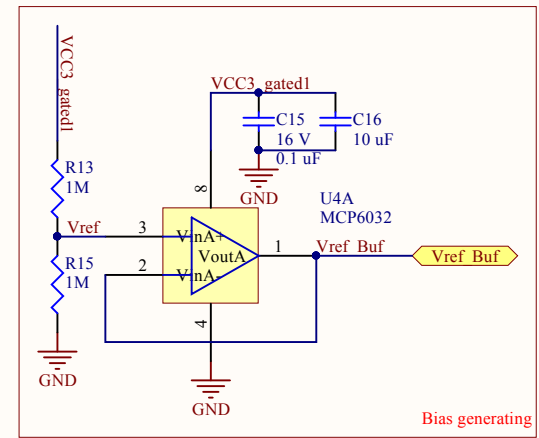 VCC3_gated1
VCC3_gated1
C15
16 V
0.1 uF
C16
10 uF
GND
R13
1M
Vref
R15
1M
GND
8
3
VinA+
VoutA
2
VinA-
1
4
U4A
MCP6032
Vref_Buf
Vref_Buf
GND
Bias generating